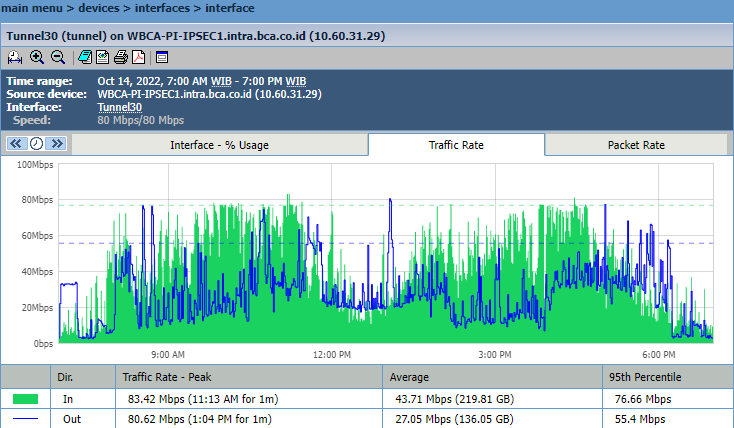 main menu > devices > interfaces > interface
Tunnel30 (tunnel) on WBCA-PI-IPSEC1.intra.bca.co.id (10.60.31.29)
Time range: Oct 14, 2022, 7:00 AM WIB - 7:00 PM WIB
Source device: WBCA-PI-IPSEC1.intra.bca.co.id (10.60.31.29)
Interface: Tunnel30
Speed: 80 Mbps/80 Mbps
Interface - % Usage Traffic Rate Packet Rate
100Mbps
80Mbps
60Mbps
40Mbps
20Mbps
0bps
9:00 AM 12:00 PM 3:00 PM 6:00 PM
Dir. Traffic Rate - Peak Average 95th Percentile
In 83.42 Mbps (11:13 AM for 1m) 43.71 Mbps (219.81 GB) 76.66 Mbps
Out 80.62 Mbps (1:04 PM for 1m) 27.05 Mbps (136.05 GB) 55.4 Mbps